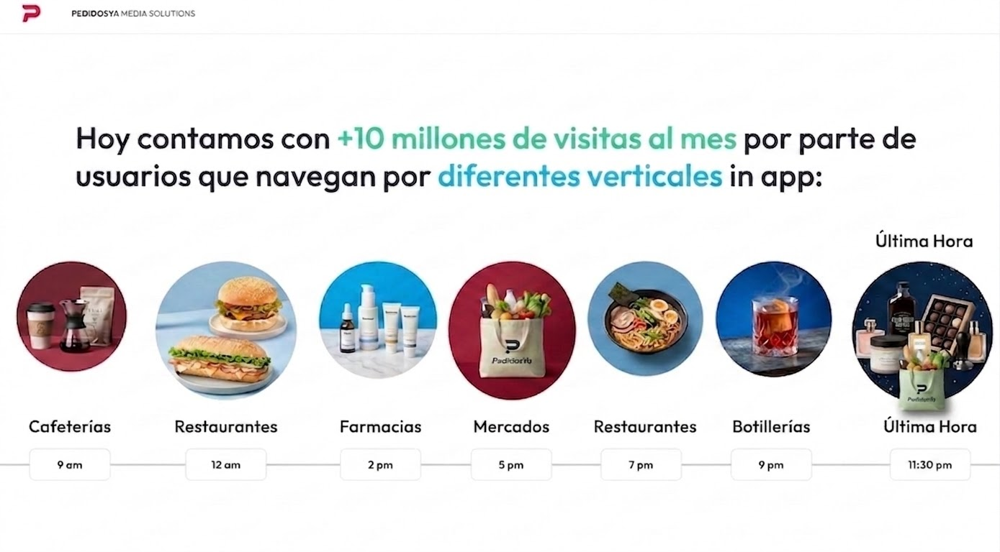 PEDIDOSYA MEDIA SOLUTIONS
Hoy contamos con +10 millones de visitas al mes por parte de
usuarios que navegan por diferentes verticales in app:
Última Hora
Cafeterías
Restaurantes
Farmacias
Mercados
Restaurantes
Botillerías
Última Hora
9 am
12 am
2 pm
5 pm
7 pm
9 pm
11:30 pm